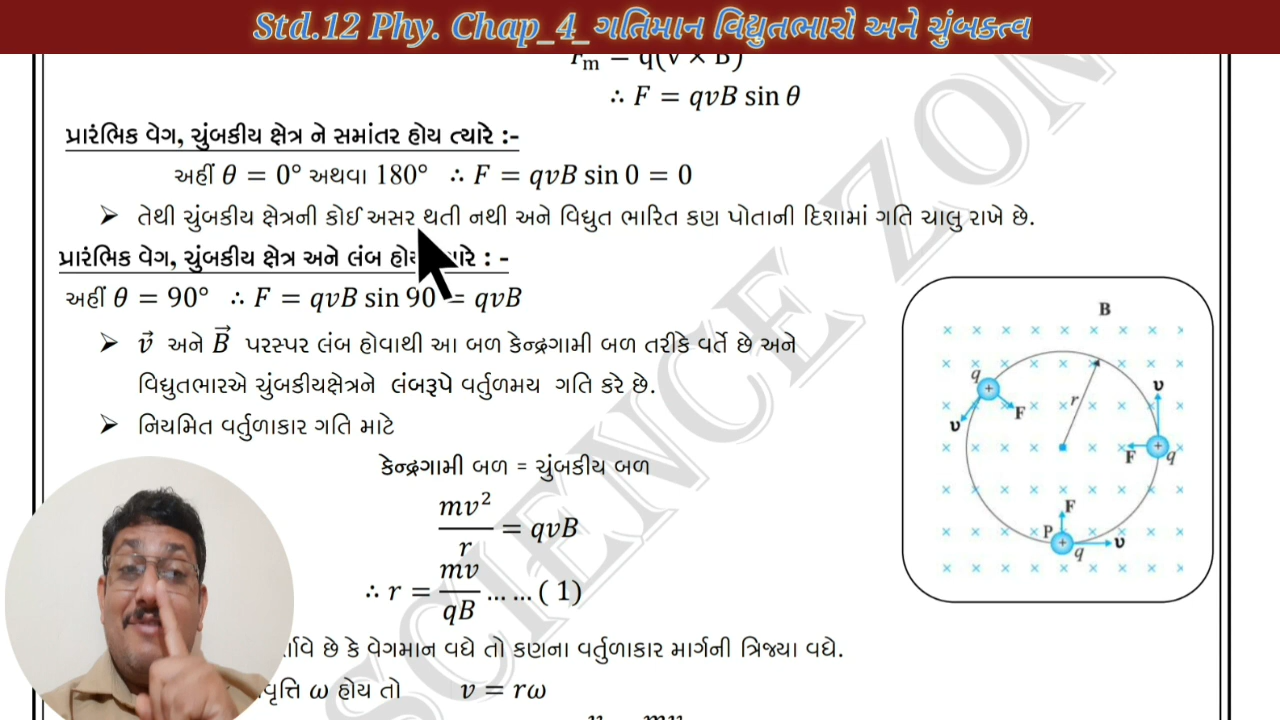 Std.12 Phy. Chap_4_ગતિમાન વિદ્યુતભારો અને ચુંબકત્વ
∴ F = qvB sin θ
પ્રારંભિક વેગ, ચુંબકીય ક્ષેત્ર ને સમાંતર હોય ત્યારે :-
અહીં θ = 0° અથવા 180° ∴ F = qvB sin 0 = 0
➤ તેથી ચુંબકીય ક્ષેત્રની કોઈ અસર થતી નથી અને વિદ્યુત ભારિત કણ પોતાની દિશામાં ગતિ ચાલુ રાખે છે.
પ્રારંભિક વેગ, ચુંબકીય ક્ષેત્ર અને લંબ : -
અહીં θ = 90° ∴ F = qvB sin 90 = qvB
➤ v⃗ અને B⃗ પરસ્પર લંબ હોવાથી આ બળ કેન્દ્રગામી બળ તરીકે વર્તે છે અને
વિદ્યુતભારએ ચુંબકીયક્ષેત્રને લંબરૂપે વર્તુળમય ગતિ કરે છે.
➤ નિયમિત વર્તુળાકાર ગતિ માટે
કેન્દ્રગામી બળ = ચુંબકીય બળ
mv²/r = qvB
∴ r = mv/qB … … ( 1)
છે કે વેગમાન વધે તો કણના વર્તુળાકાર માર્ગની ત્રિજ્યા વધે.
ω હોય તો v = rω
B
q
F
v
r
v
F
q
F
P
v
q
SCIENCE ZON